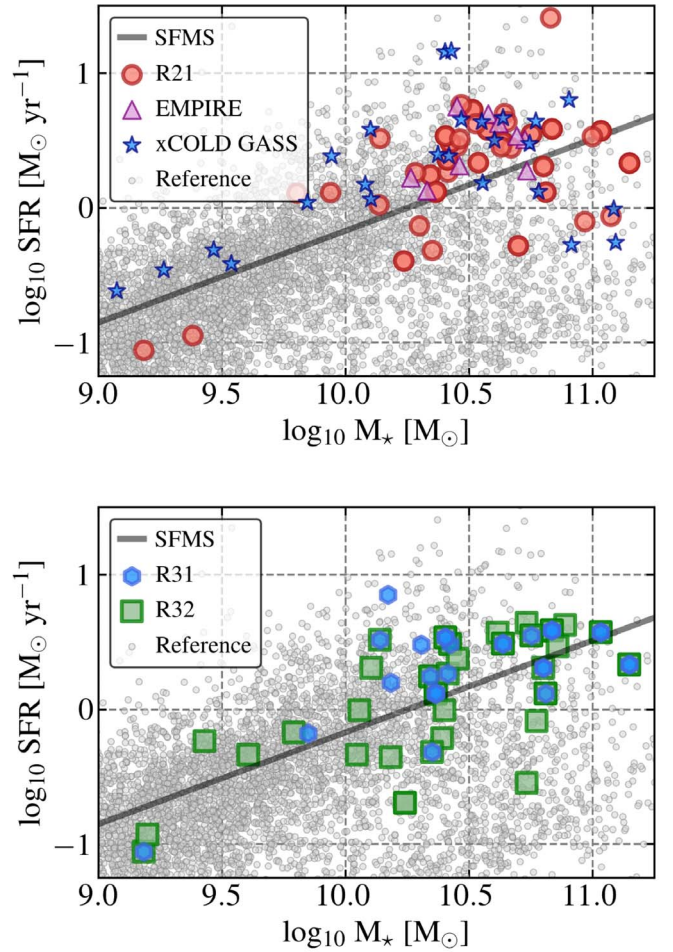 log₁₀ SFR [M⊙ yr⁻¹]
1
0
−1
SFMS
R21
EMPIRE
xCOLD GASS
Reference
9.0 9.5 10.0 10.5 11.0
log₁₀ M⋆ [M⊙]
log₁₀ SFR [M⊙ yr⁻¹]
1
0
−1
SFMS
R31
R32
Reference
9.0 9.5 10.0 10.5 11.0
log₁₀ M⋆ [M⊙]